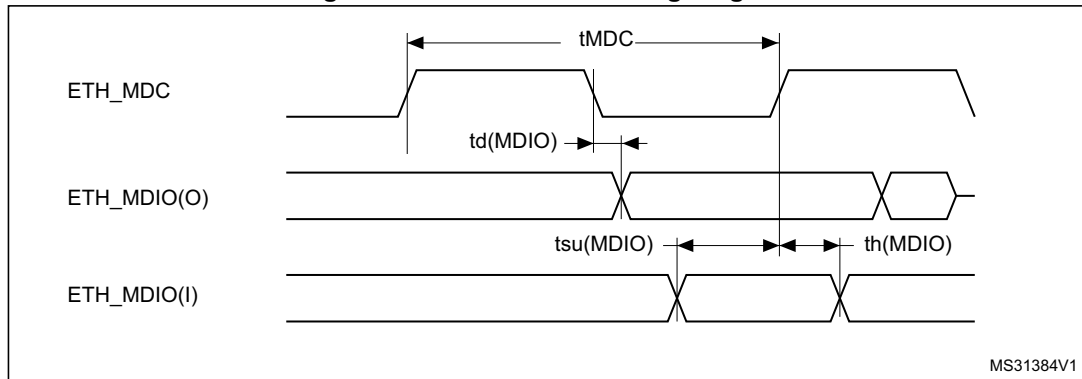 tMDC
ETH_MDC
td(MDIO)
ETH_MDIO(O)
tsu(MDIO) th(MDIO)
ETH_MDIO(I)
MS31384V1